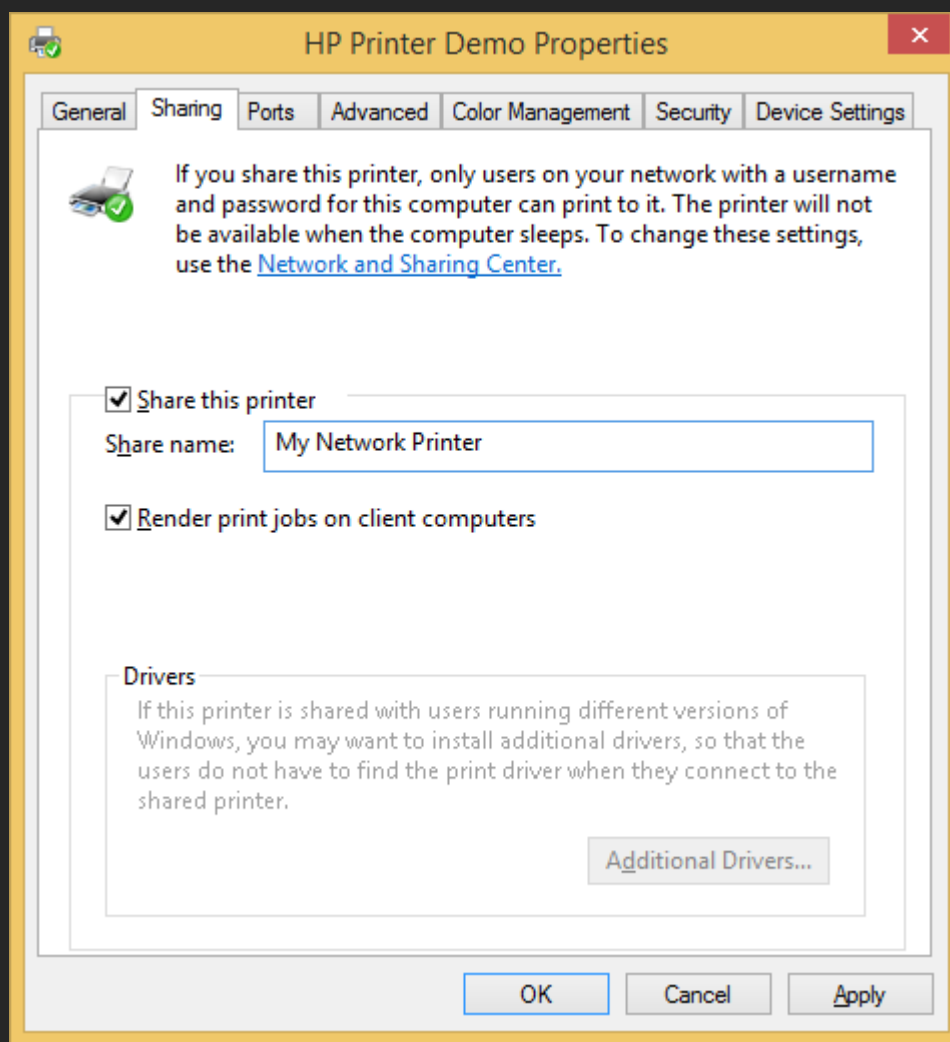 HP Printer Demo Properties
General Sharing Ports Advanced Color Management Security Device Settings
If you share this printer, only users on your network with a username
and password for this computer can print to it. The printer will not
be available when the computer sleeps. To change these settings,
use the Network and Sharing Center.
Share this printer
Share name: My Network Printer
Render print jobs on client computers
Drivers
If this printer is shared with users running different versions of
Windows, you may want to install additional drivers, so that the
users do not have to find the print driver when they connect to the
shared printer.
Additional Drivers...
OK Cancel Apply